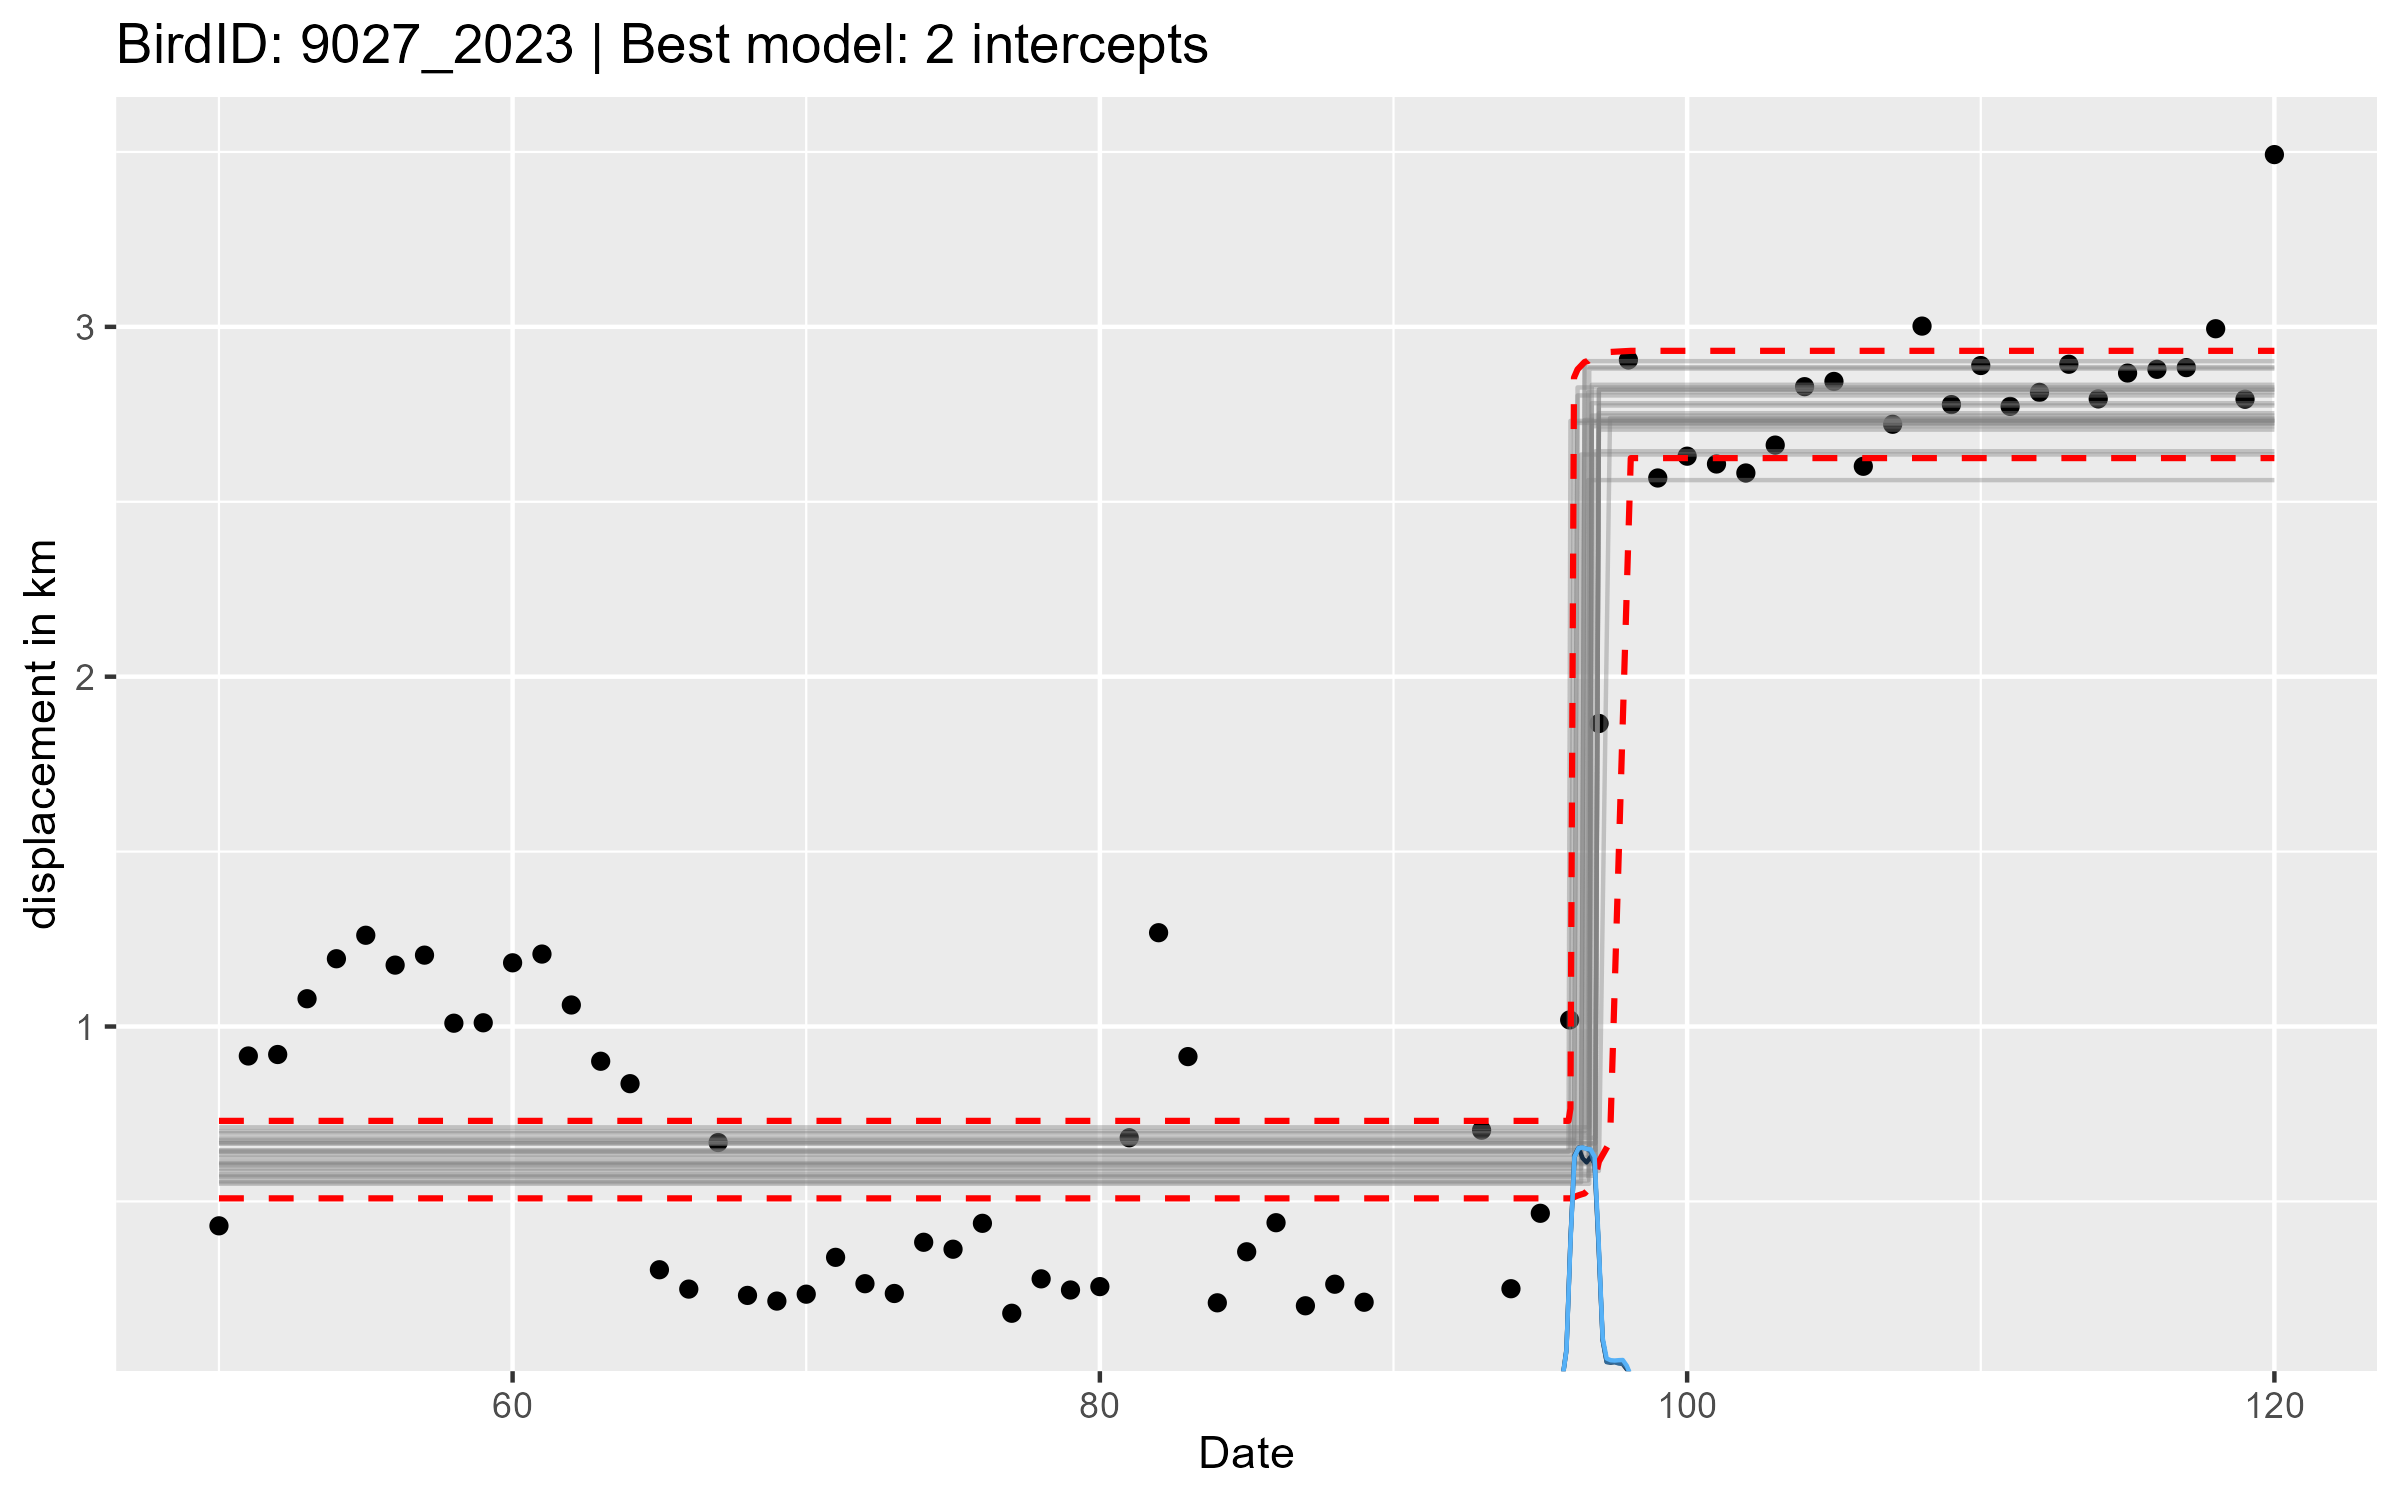 BirdID: 9027_2023 | Best model: 2 intercepts
3
2
1
displacement in km
60
80
100
120
Date